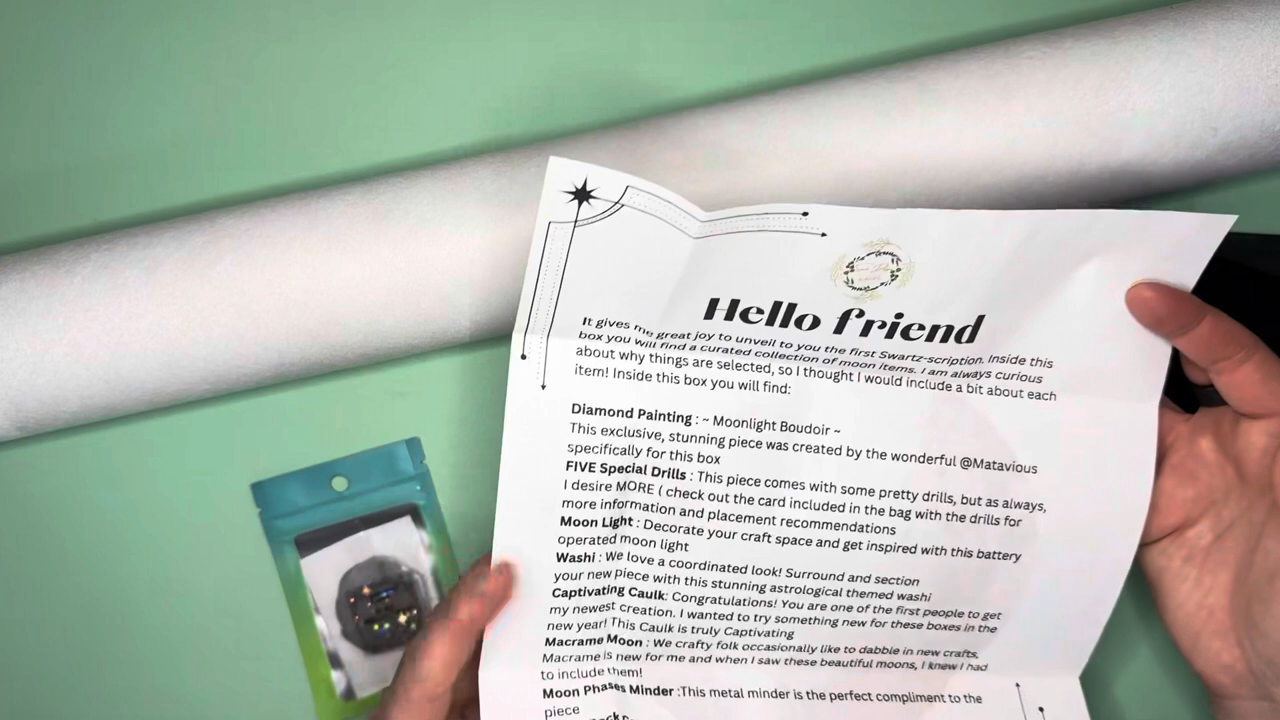 Hello friend
It gives me great joy to unveil to you the first Swartz-scription. Inside this
box you will find a curated collection of moon items. I am always curious
about why things are selected, so I thought I would include a bit about each
item! Inside this box you will find:
Diamond Painting : ~ Moonlight Boudoir ~
This exclusive, stunning piece was created by the wonderful @Matavious
specifically for this box
FIVE Special Drills : This piece comes with some pretty drills, but as always,
I desire MORE ( check out the card included in the bag with the drills for
more information and placement recommendations
Moon Light : Decorate your craft space and get inspired with this battery
operated moon light
Washi : We love a coordinated look! Surround and section
your new piece with this stunning astrological themed washi
Captivating Caulk: Congratulations! You are one of the first people to get
my newest creation. I wanted to try something new for these boxes in the
new year! This Caulk is truly Captivating
Macrame Moon : We crafty folk occasionally like to dabble in new crafts,
Macrame is new for me and when I saw these beautiful moons, I knew I had
to include them!
Moon Phases Minder :This metal minder is the perfect compliment to the
piece